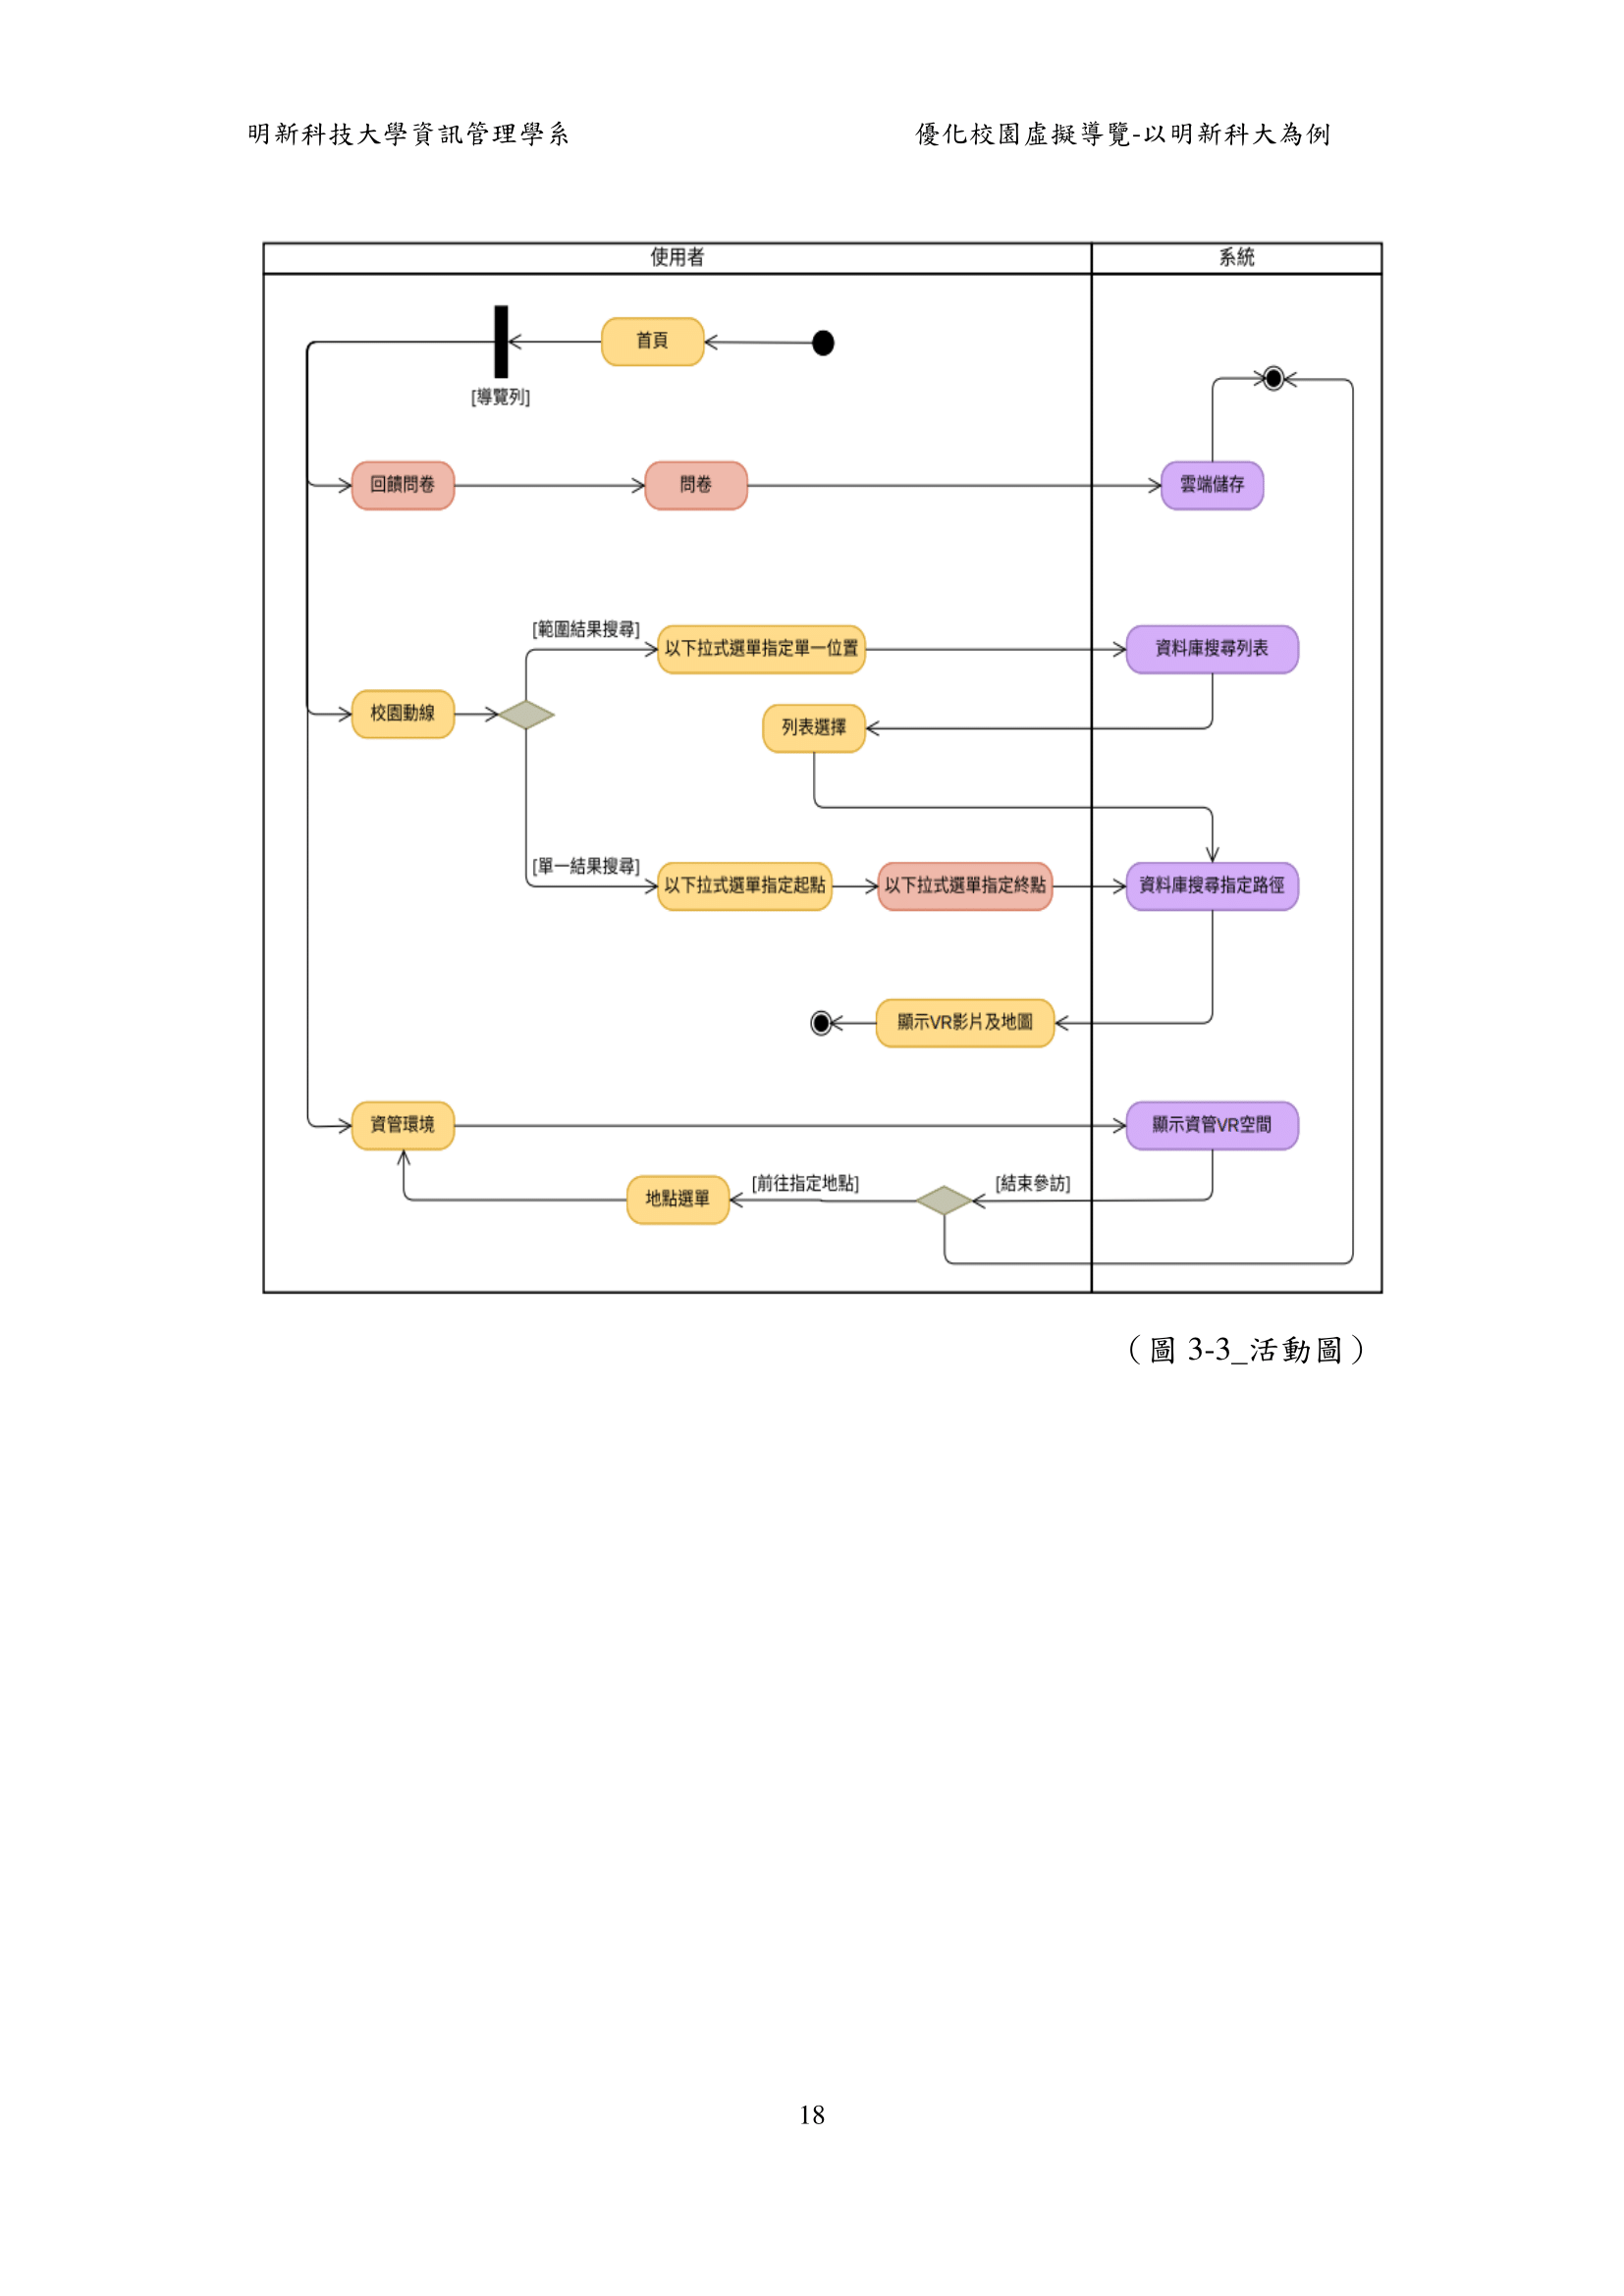 明新科技大學資訊管理學系 優化校園虛擬導覽-以明新科大為例
使用者 系統
首頁
[導覽列]
回饋問卷 問卷 雲端儲存
[範圍結果搜尋]
以下拉式選單指定單一位置 資料庫搜尋列表
校園動線
列表選擇
[單一結果搜尋]
以下拉式選單指定起點 以下拉式選單指定終點 資料庫搜尋指定路徑
顯示VR影片及地圖
資管環境 顯示資管VR空間
[前往指定地點] [結束參訪]
地點選單
（圖 3-3_活動圖）
18